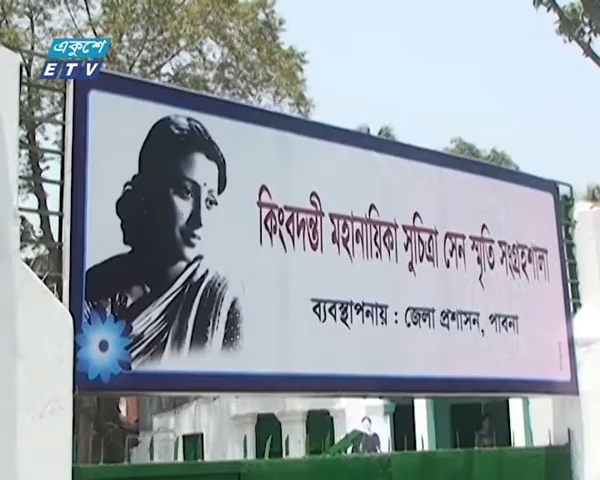 একুশে
ETV
কিংবদন্তী মহানায়িকা সুচিত্রা সেন স্মৃতি সংগ্রহশালা
ব্যবস্থাপনায় : জেলা প্রশাসন, পাবনা